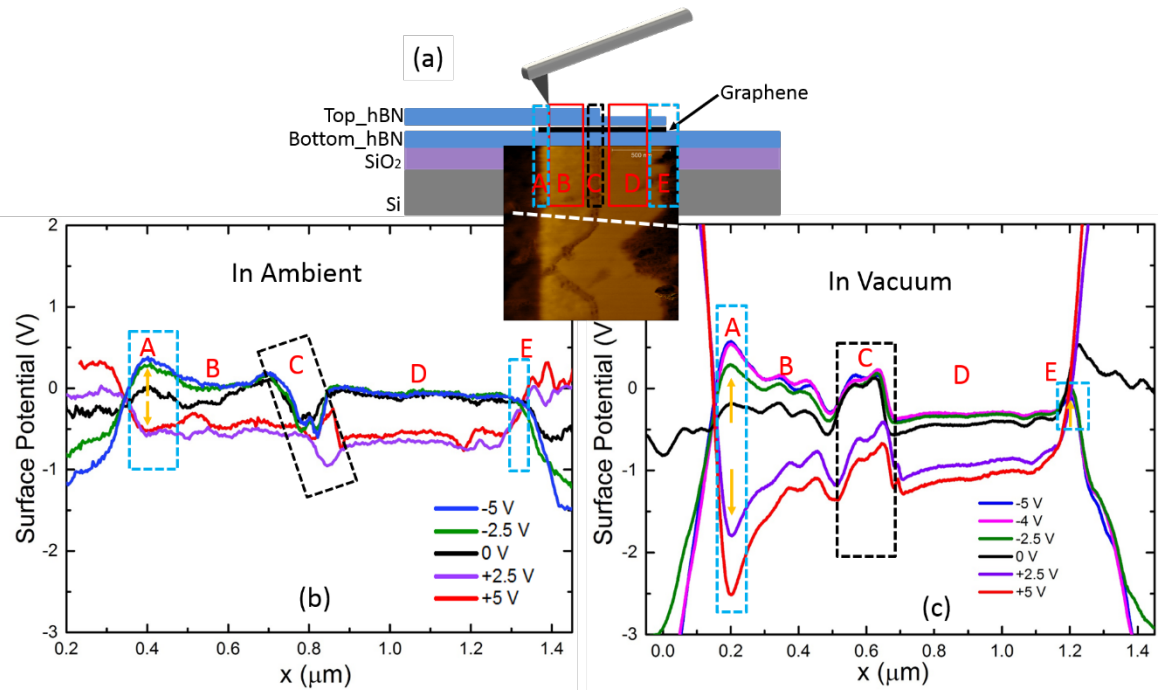 (a)
Graphene
Top_hBN
Bottom_hBN
SiO₂
Si
500 n
A B C D E
In Ambient
A
B
C
D
E
-5 V
-2.5 V
0 V
+2.5 V
+5 V
(b)
2
1
0
-1
-2
-3
Surface Potential (V)
0.2 0.4 0.6 0.8 1.0 1.2 1.4
x (μm)
In Vacuum
A
B
C
D
E
-5 V
-4 V
-2.5 V
0 V
+2.5 V
+5 V
(c)
2
1
0
-1
-2
-3
Surface Potential (V)
0.0 0.2 0.4 0.6 0.8 1.0 1.2 1.4
x (μm)